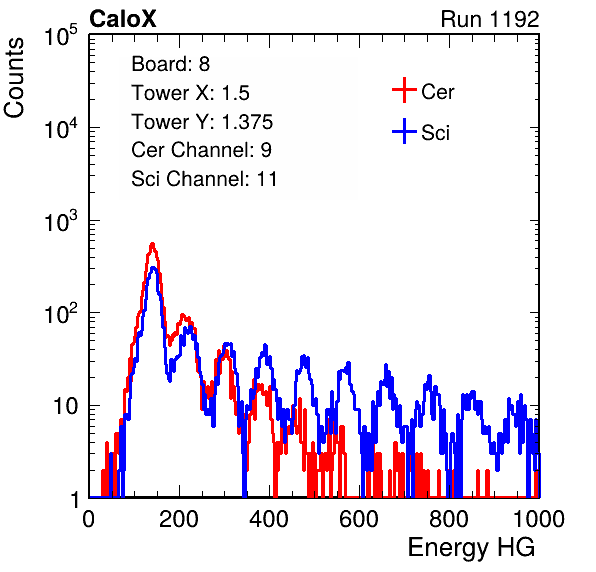 CaloX Run 1192
Counts
10^5
10^4
10^3
10^2
10
1
Board: 8
Tower X: 1.5
Tower Y: 1.375
Cer Channel: 9
Sci Channel: 11
Cer
Sci
0 200 400 600 800 1000
Energy HG